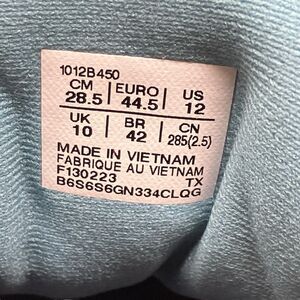 1012B450
CM EURO US
28.5 44.5 12
UK BR CN
10 42 285(2.5)
MADE IN VIETNAM
FABRIQUE AU VIETNAM
F130223 TX
B6S6S6GN334CLQG